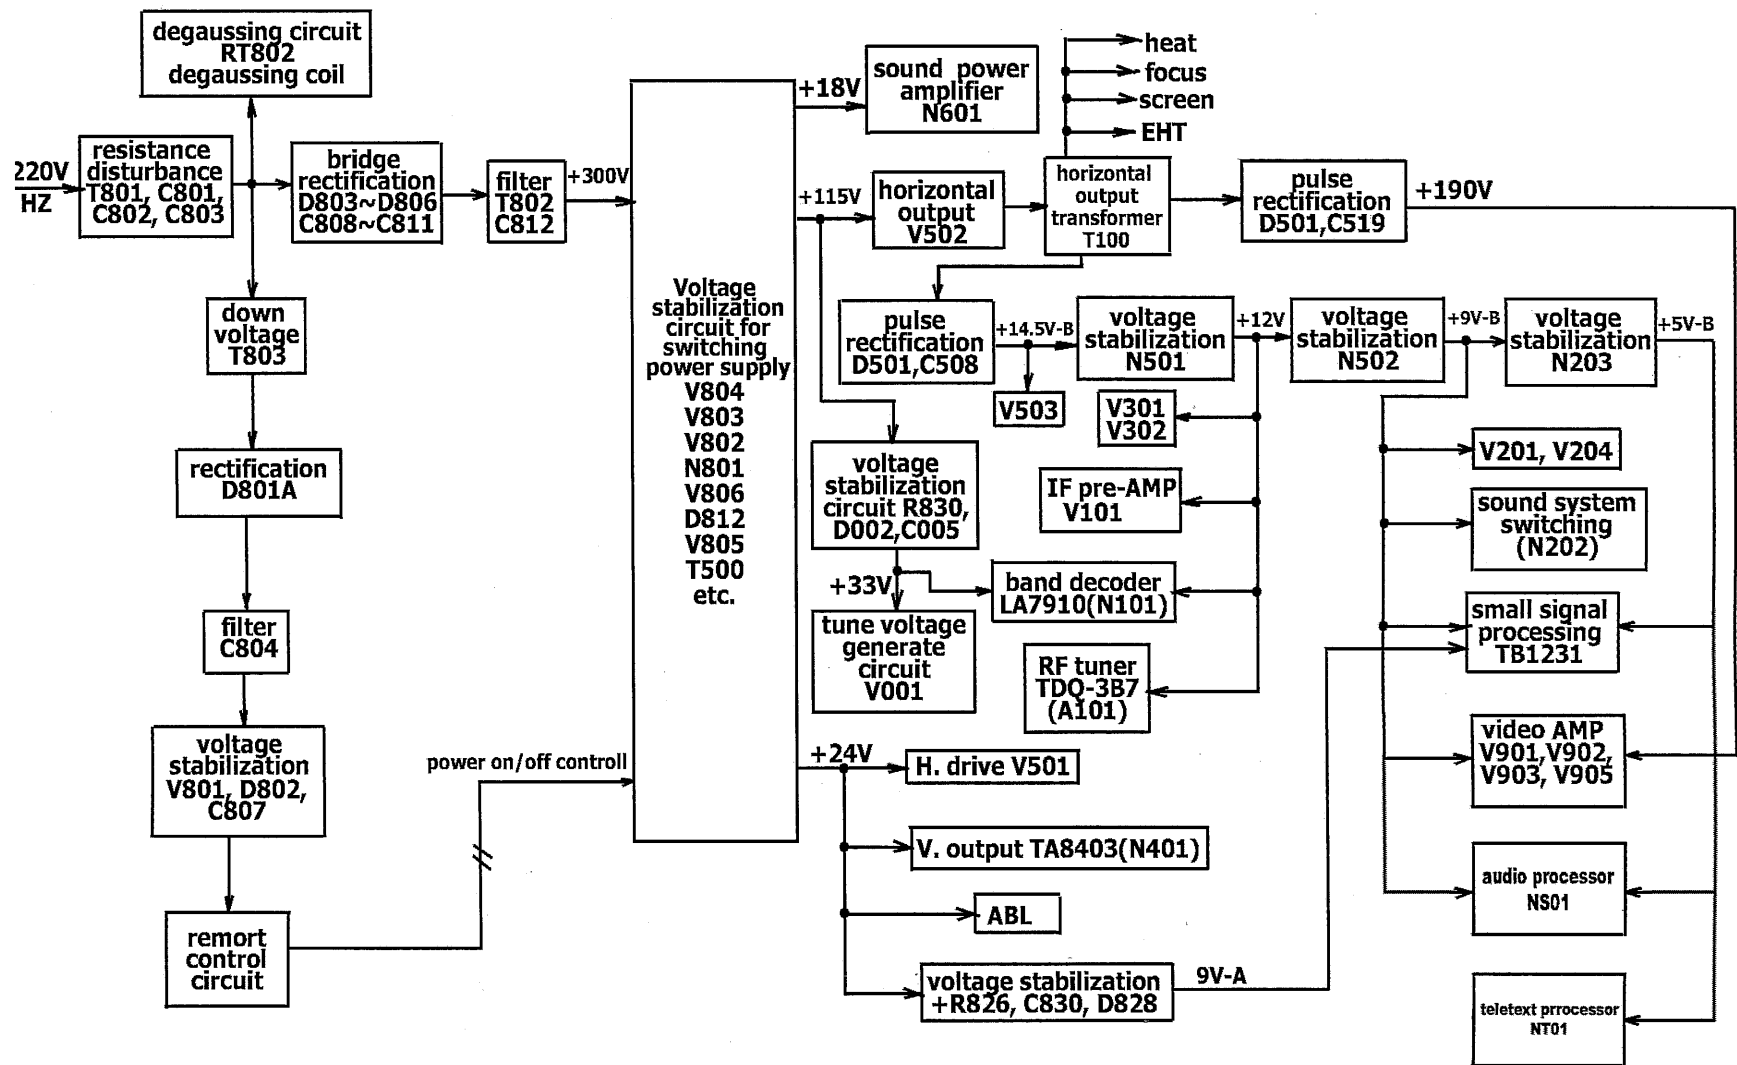 degaussing circuit
RT802
degaussing coil
220V
HZ
resistance
disturbance
T801, C801,
C802, C803
bridge
rectification
D803~D806
C808~C811
filter
T802
C812
+300V
down
voltage
T803
rectification
D801A
filter
C804
voltage
stabilization
V801, D802,
C807
remort
control
circuit
power on/off controll
Voltage
stabilization
circuit for
switching
power supply
V804
V803
V802
N801
V806
D812
V805
T500
etc.
+18V
sound power
amplifier
N601
+115V
horizontal
output
V502
heat
focus
screen
EHT
horizontal
output
transformer
T100
pulse
rectification
D501,C519
+190V
pulse
rectification
D501,C508
+14.5V-B
V503
voltage
stabilization
N501
+12V
voltage
stabilization
N502
+9V-B
voltage
stabilization
N203
+5V-B
V301
V302
IF pre-AMP
V101
voltage
stabilization
circuit R830,
D002,C005
+33V
band decoder
LA7910(N101)
tune voltage
generate
circuit
V001
RF tuner
TDQ-3B7
(A101)
V201, V204
sound system
switching
(N202)
small signal
processing
TB1231
video AMP
V901,V902,
V903, V905
audio processor
NS01
teletext prrocessor
NT01
+24V
H. drive V501
V. output TA8403(N401)
ABL
voltage stabilization
+R826, C830, D828
9V-A